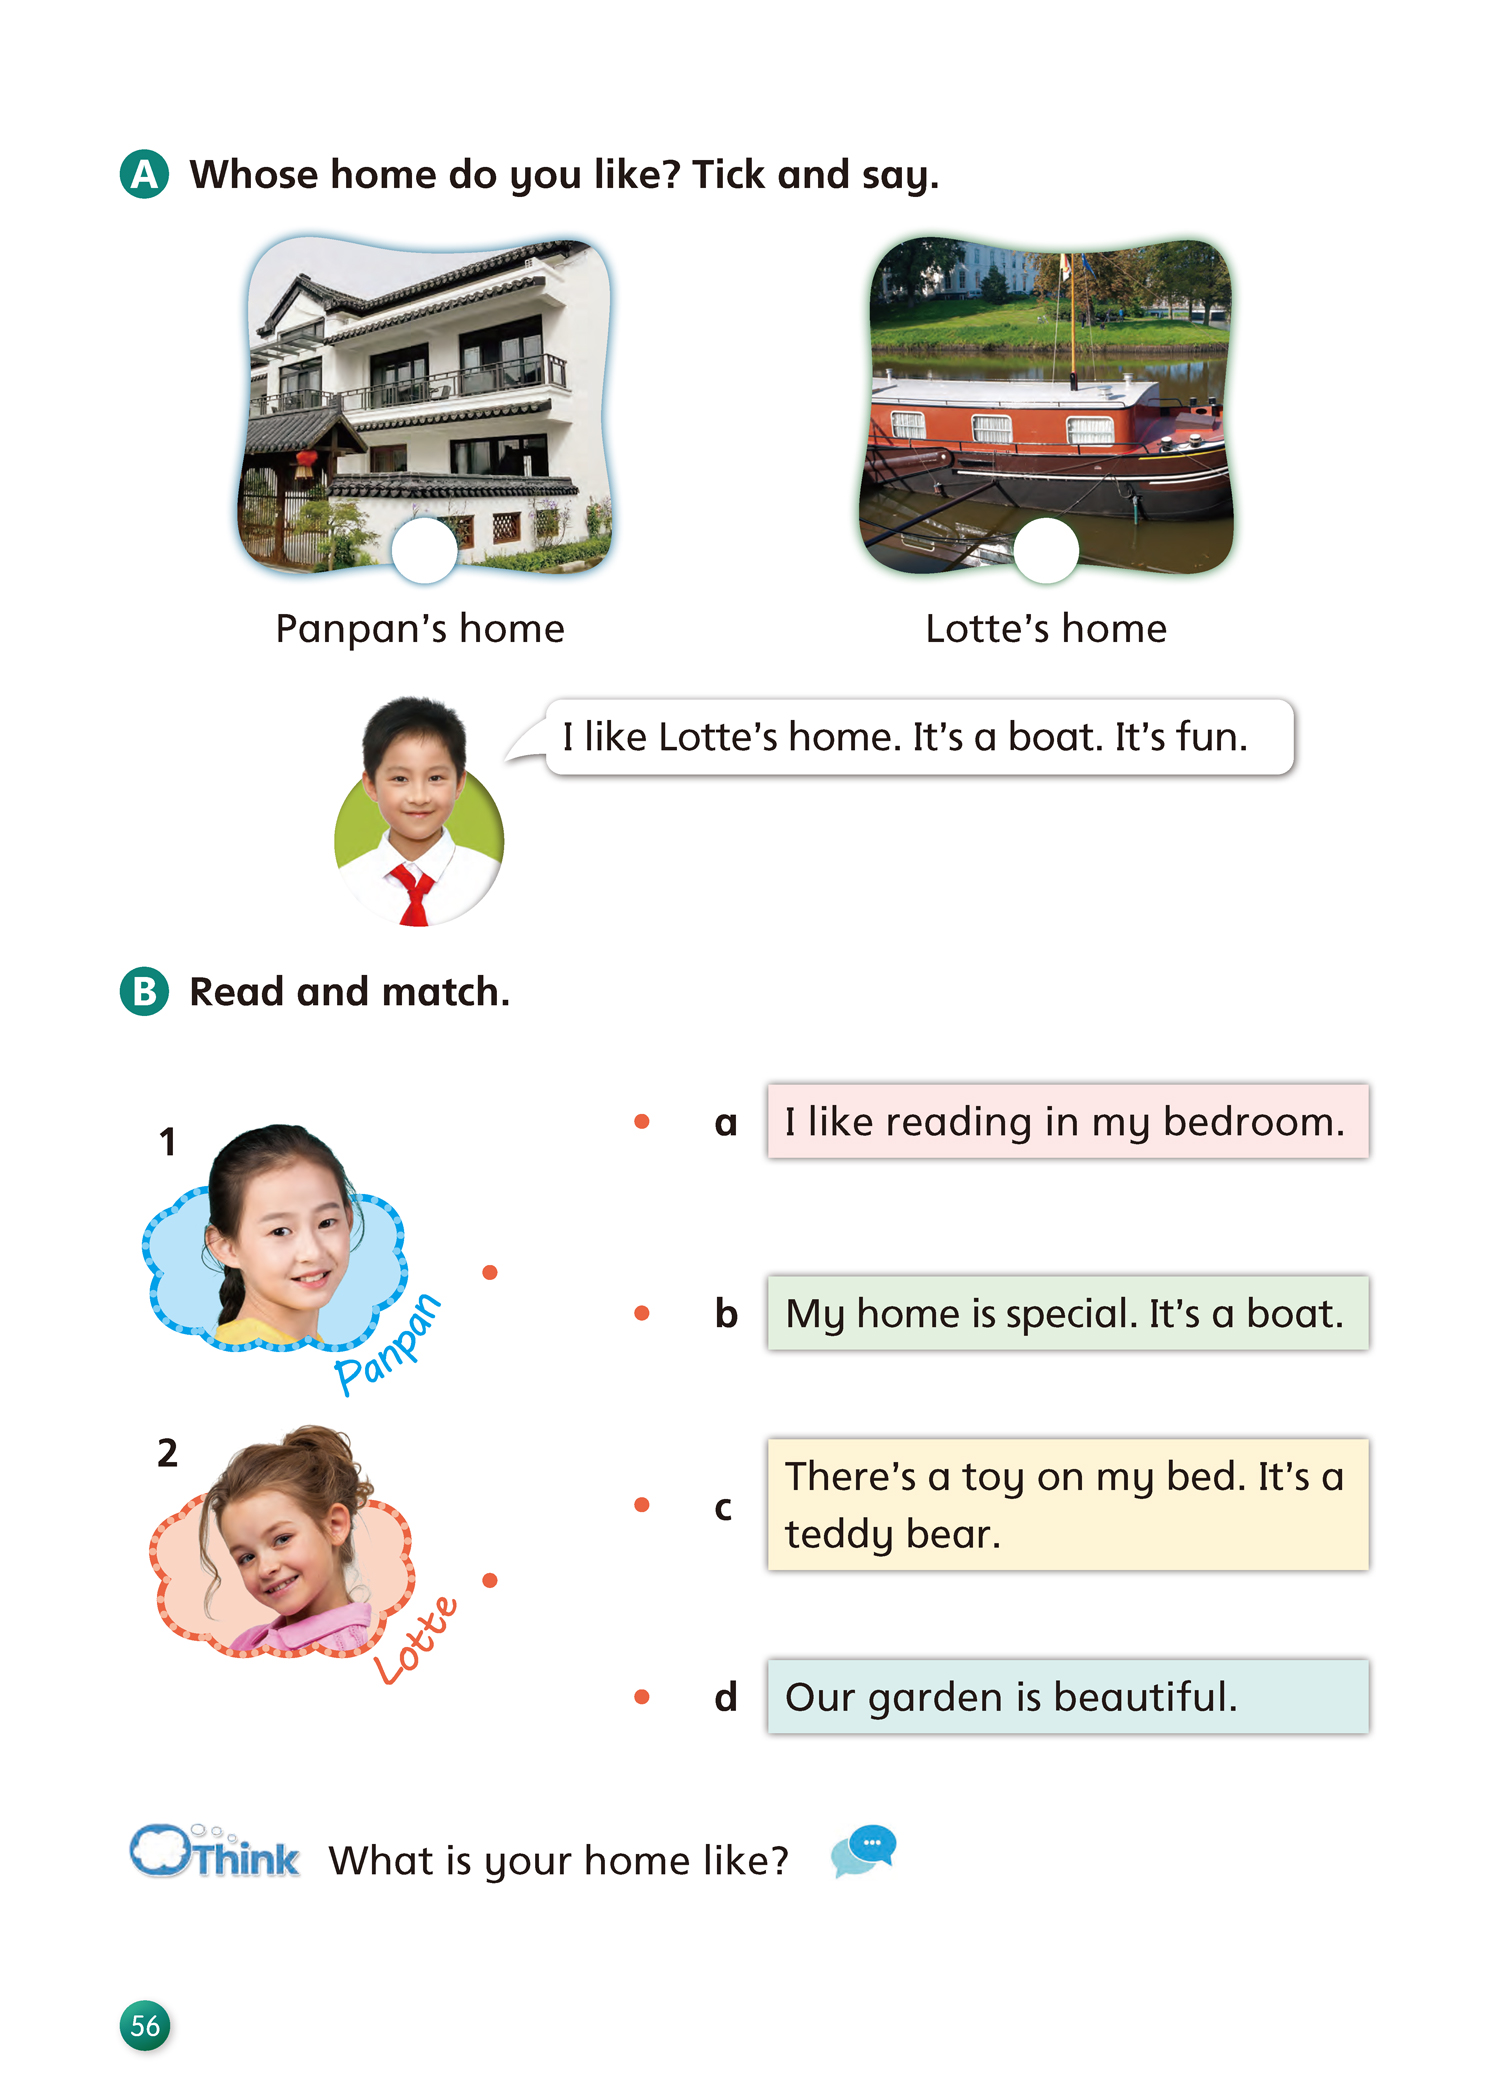 A Whose home do you like? Tick and say.
Panpan's home
Lotte's home
I like Lotte's home. It's a boat. It's fun.
B Read and match.
1
Panpan
2
Lotte
a I like reading in my bedroom.
b My home is special. It's a boat.
c There's a toy on my bed. It's a
teddy bear.
d Our garden is beautiful.
Think What is your home like?
56